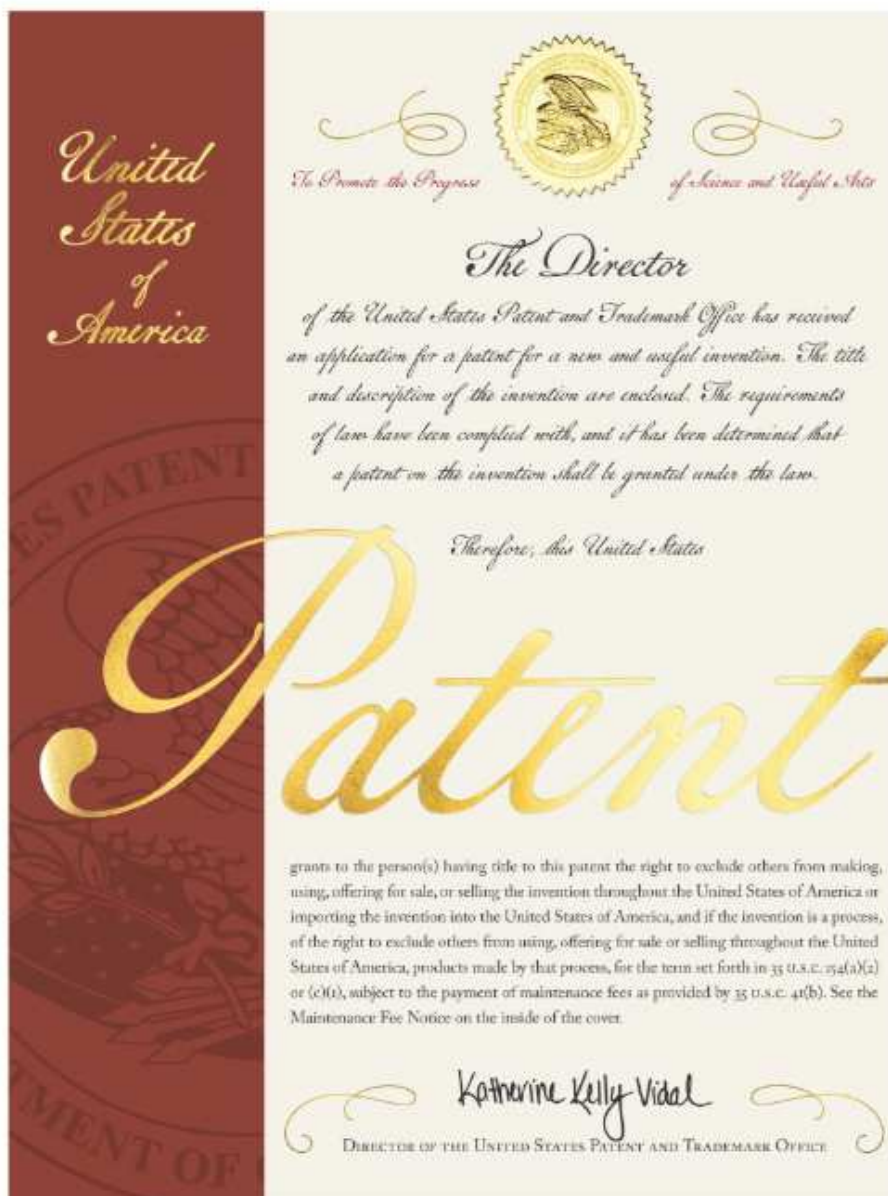 United
States
of
America
To Promote the Progress
of Science and Useful Arts
The Director
of the United States Patent and Trademark Office has received
an application for a patent for a new and useful invention. The title
and description of the invention are enclosed. The requirements
of law have been complied with, and it has been determined that
a patent on the invention shall be granted under the law.
Therefore, this United States
Patent
grants to the person(s) having title to this patent the right to exclude others from making,
using, offering for sale, or selling the invention throughout the United States of America or
importing the invention into the United States of America, and if the invention is a process,
of the right to exclude others from using, offering for sale or selling throughout the United
States of America, products made by that process, for the term set forth in 35 U.S.C. 154(a)(2)
or (c)(1), subject to the payment of maintenance fees as provided by 35 U.S.C. 41(b). See the
Maintenance Fee Notice on the inside of the cover.
Katherine Kelly Vidal
DIRECTOR OF THE UNITED STATES PATENT AND TRADEMARK OFFICE
ES PATENT
TMENT OF